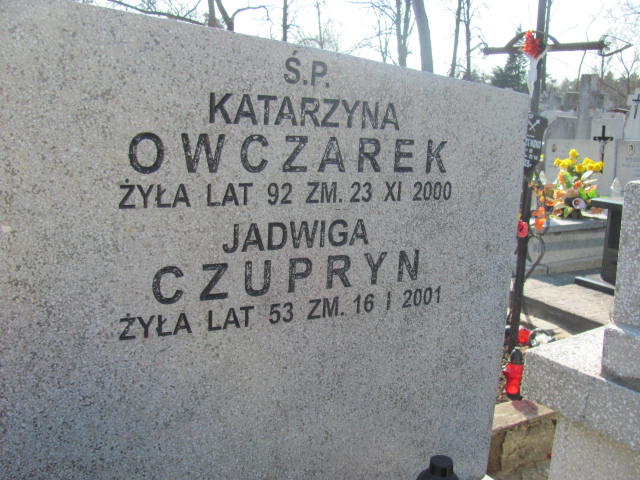 Ś.P.
KATARZYNA
OWCZAREK
ŻYŁA LAT 92 ZM. 23 XI 2000
JADWIGA
CZUPRYN
ŻYŁA LAT 53 ZM. 16 I 2001